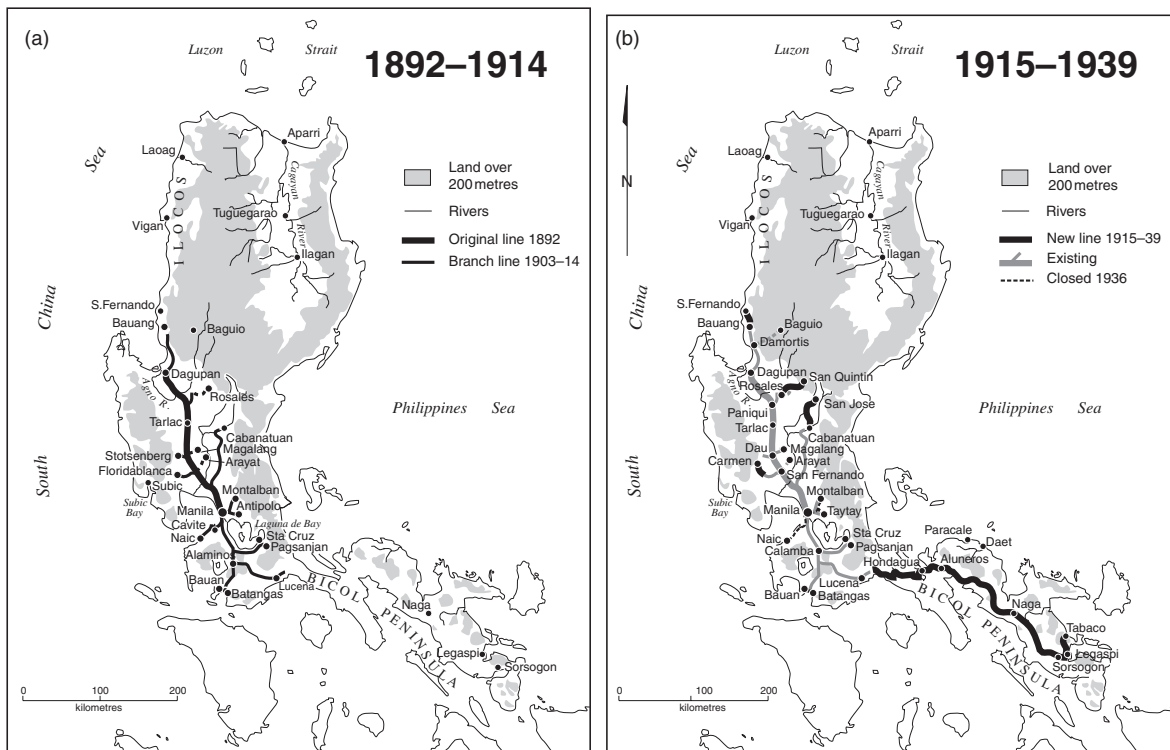 (a)
1892–1914
Luzon Strait
Aparri
Laoag
Sea
ILOCOS
Cagayan
River
Vigan
Tuguegarao
Ilagan
Land over
200 metres
Rivers
Original line 1892
Branch line 1903–14
China
S.Fernando
Bauang
Baguio
Dagupan
Agno R.
Rosales
Philippines Sea
Tarlac
Cabanatuan
Magalang
Stotsenberg
Arayat
Floridablanca
South
Subic
Montalban
Subic
Bay
Manila
Antipolo
Cavite
Laguna de Bay
Naic
Sta Cruz
Pagsanjan
Alaminos
Bauan
Batangas
Lucena
BICOL PENINSULA
Naga
Legaspi
Sorsogon
0 100 200
kilometres
(b)
1915–1939
Luzon Strait
N
Aparri
Laoag
Sea
ILOCOS
Cagayan
River
Vigan
Tuguegarao
Ilagan
Land over
200 metres
Rivers
New line 1915–39
Existing
Closed 1936
China
S.Fernando
Bauang
Baguio
Damortis
Dagupan
San Quintin
Agno R.
Rosales
San Jose
Paniqui
Philippines Sea
Tarlac
Cabanatuan
Dau
Magalang
Carmen
Arayat
South
San Fernando
Montalban
Subic
Bay
Manila
Taytay
Paracale
Daet
Naic
Sta Cruz
Calamba
Pagsanjan
Hondagua
Aluneros
Lucena
Bauan
Batangas
BICOL PENINSULA
Naga
Tabaco
Legaspi
Sorsogon
0 100 200
kilometres